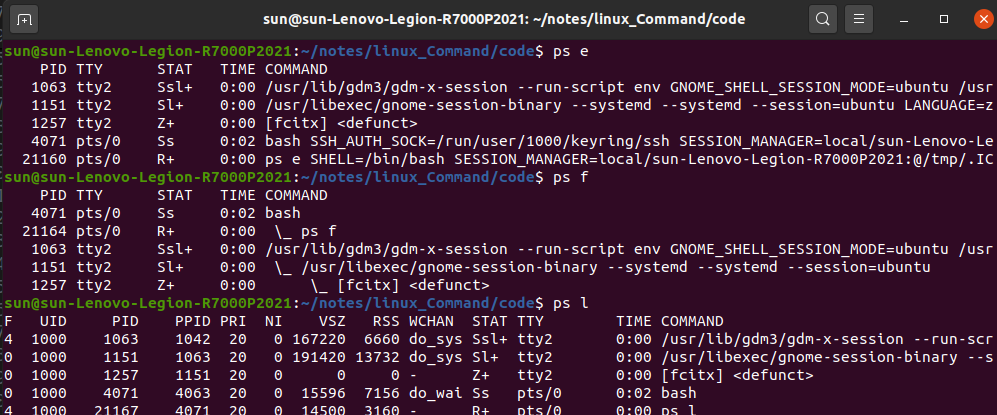 sun@sun-Lenovo-Legion-R7000P2021: ~/notes/linux_Command/code
sun@sun-Lenovo-Legion-R7000P2021:~/notes/linux_Command/code$ ps e
PID TTY STAT TIME COMMAND
1063 tty2 Ssl+ 0:00 /usr/lib/gdm3/gdm-x-session --run-script env GNOME_SHELL_SESSION_MODE=ubuntu /usr
1151 tty2 Sl+ 0:00 /usr/libexec/gnome-session-binary --systemd --systemd --session=ubuntu LANGUAGE=z
1257 tty2 Z+ 0:00 [fcitx] <defunct>
4071 pts/0 Ss 0:02 bash SSH_AUTH_SOCK=/run/user/1000/keyring/ssh SESSION_MANAGER=local/sun-Lenovo-Le
21160 pts/0 R+ 0:00 ps e SHELL=/bin/bash SESSION_MANAGER=local/sun-Lenovo-Legion-R7000P2021:@/tmp/.IC
sun@sun-Lenovo-Legion-R7000P2021:~/notes/linux_Command/code$ ps f
PID TTY STAT TIME COMMAND
4071 pts/0 Ss 0:02 bash
21164 pts/0 R+ 0:00 \_ ps f
1063 tty2 Ssl+ 0:00 /usr/lib/gdm3/gdm-x-session --run-script env GNOME_SHELL_SESSION_MODE=ubuntu /usr
1151 tty2 Sl+ 0:00 \_ /usr/libexec/gnome-session-binary --systemd --systemd --session=ubuntu
1257 tty2 Z+ 0:00 \_ [fcitx] <defunct>
sun@sun-Lenovo-Legion-R7000P2021:~/notes/linux_Command/code$ ps l
F UID PID PPID PRI NI VSZ RSS WCHAN STAT TTY TIME COMMAND
4 1000 1063 1042 20 0 167220 6660 do_sys Ssl+ tty2 0:00 /usr/lib/gdm3/gdm-x-session --run-scr
0 1000 1151 1063 20 0 191420 13732 do_sys Sl+ tty2 0:00 /usr/libexec/gnome-session-binary --s
0 1000 1257 1151 20 0 0 0 - Z+ tty2 0:00 [fcitx] <defunct>
0 1000 4071 4063 20 0 15596 7156 do_wai Ss pts/0 0:02 bash
4 1000 21167 4071 20 0 14500 3160 - R+ pts/0 0:00 ps l